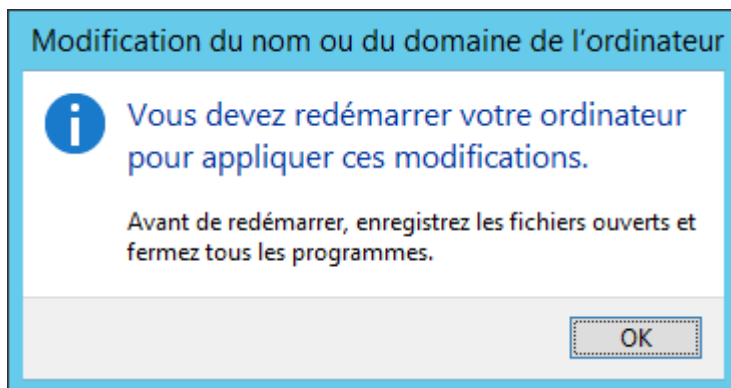 Modification du nom ou du domaine de l’ordinateur
Vous devez redémarrer votre ordinateur
pour appliquer ces modifications.
Avant de redémarrer, enregistrez les fichiers ouverts et
fermez tous les programmes.
OK